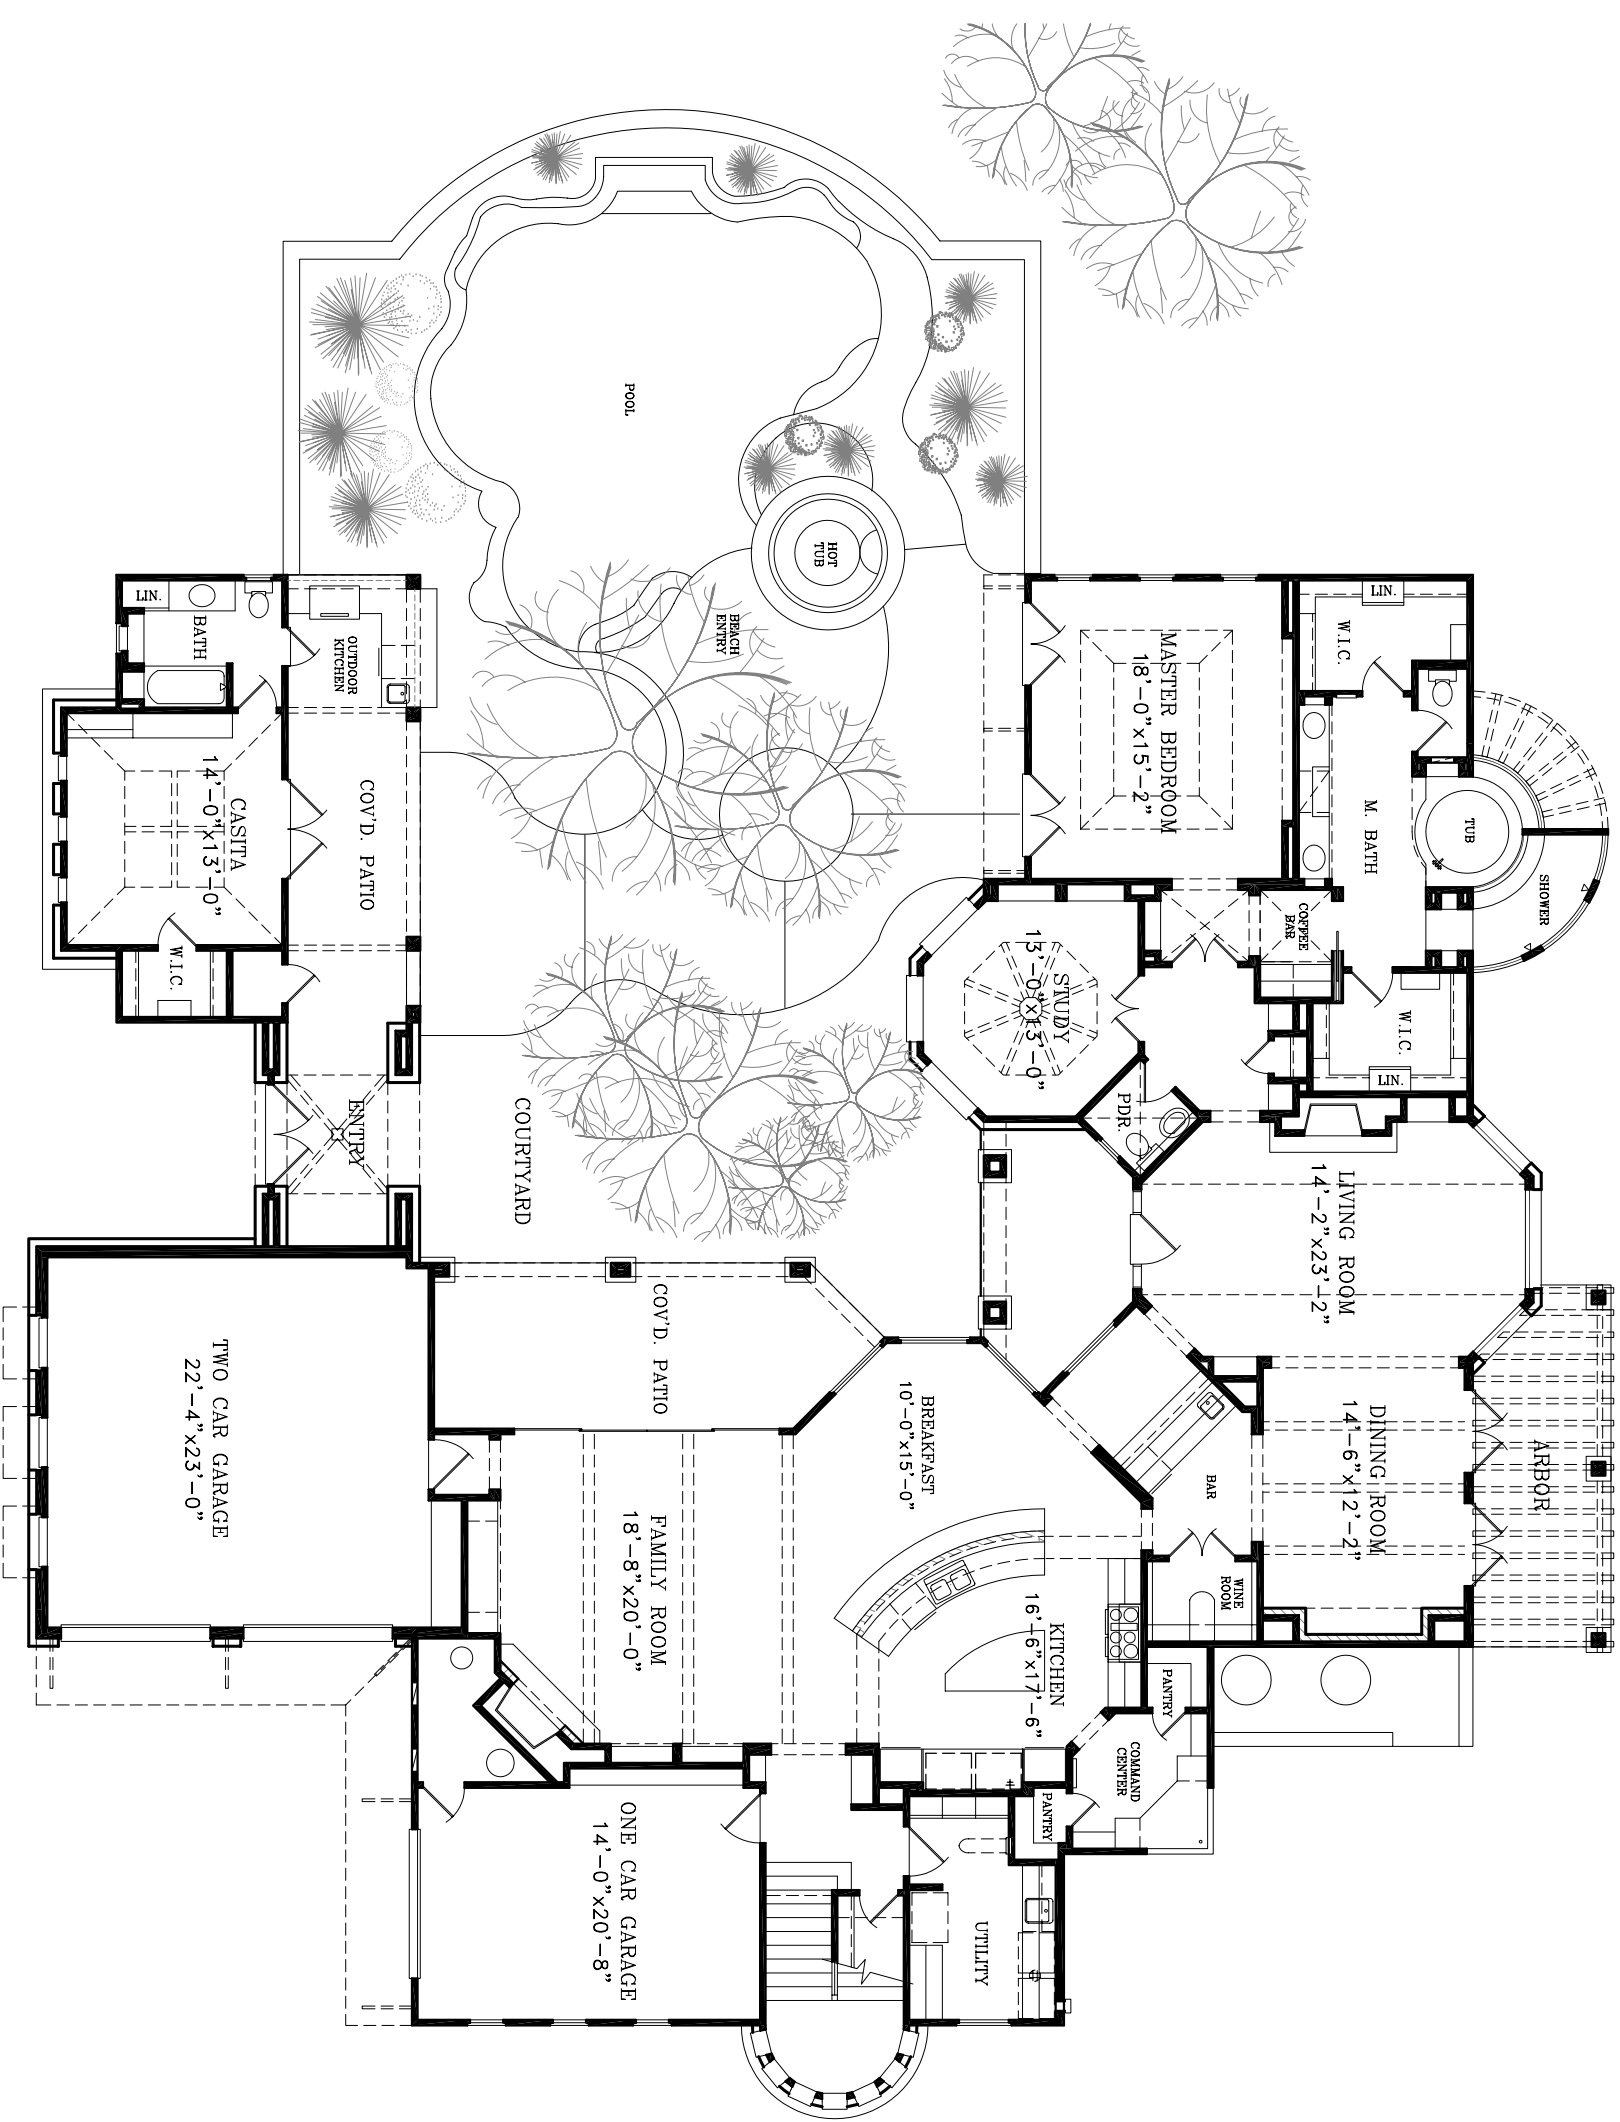 POOL
HOT
TUB
BEACH
ENTRY
LIN.
BATH
OUTDOOR
KITCHEN
COV'D. PATIO
CASITA
14'-0"x13'-0"
W.I.C.
ENTRY
COURTYARD
MASTER BEDROOM
18'-0"x15'-2"
LIN.
W.I.C.
M. BATH
TUB
SHOWER
COFFEE
BAR
W.I.C.
LIN.
STUDY
13'-0"x13'-0"
PDR.
LIVING ROOM
14'-2"x23'-2"
DINING ROOM
14'-6"x12'-2"
ARBOR
BAR
WINE
ROOM
COV'D. PATIO
BREAKFAST
10'-0"x15'-0"
TWO CAR GARAGE
22'-4"x23'-0"
FAMILY ROOM
18'-8"x20'-0"
KITCHEN
16'-6"x17'-6"
PANTRY
COMMAND
CENTER
PANTRY
ONE CAR GARAGE
14'-0"x20'-8"
UTILITY